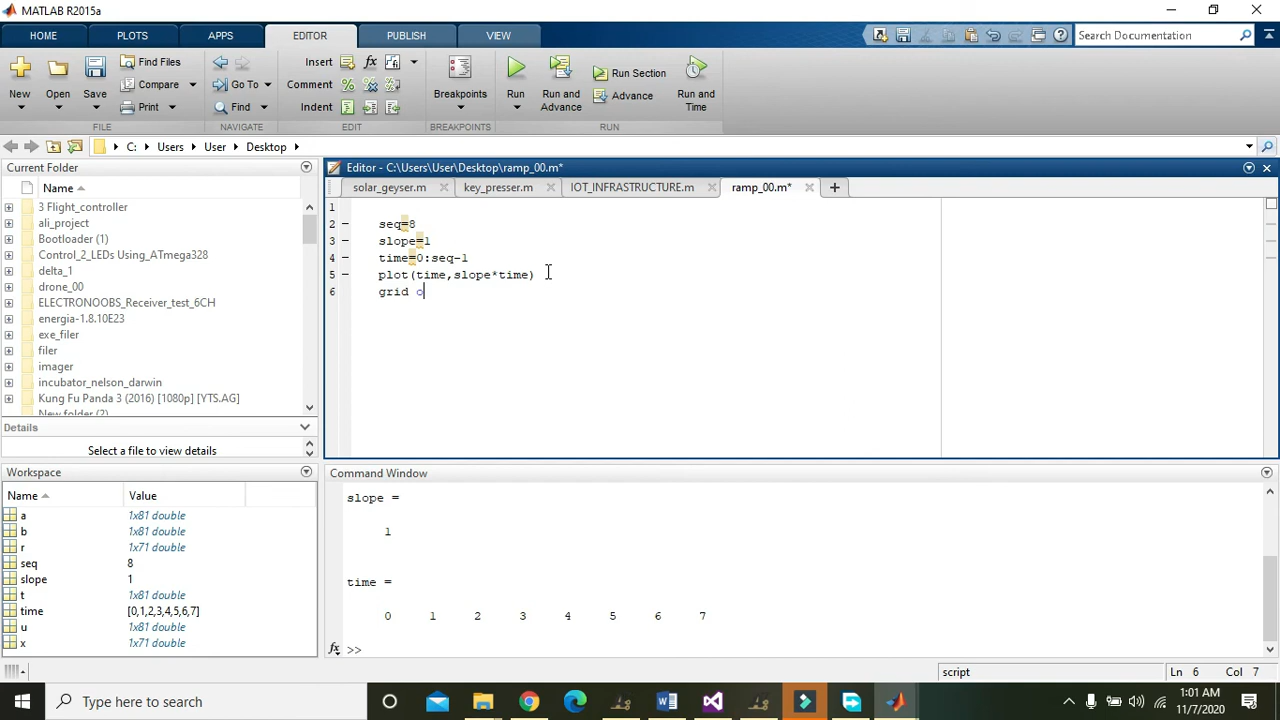 MATLAB R2015a
HOME PLOTS APPS EDITOR PUBLISH VIEW Search Documentation
Find Files Insert fx Run Section
Compare Go To Comment
New Open Save Breakpoints Run Run and Advance Advance Run and Time
Print Find Indent
FILE NAVIGATE EDIT BREAKPOINTS RUN
C: Users User Desktop
Current Folder
Name
3 Flight_controller
ali_project
Bootloader (1)
Control_2_LEDs Using_ATmega328
delta_1
drone_00
ELECTRONOOBS_Receiver_test_6CH
energia-1.8.10E23
exe_filer
filer
imager
incubator_nelson_darwin
Kung Fu Panda 3 (2016) [1080p] [YTS.AG]
New folder (2)
Details
Select a file to view details
Workspace
Name Value
a 1x81 double
b 1x81 double
r 1x71 double
seq 8
slope 1
t 1x81 double
time [0,1,2,3,4,5,6,7]
u 1x81 double
x 1x71 double
Editor - C:\Users\User\Desktop\ramp_00.m*
solar_geyser.m key_presser.m IOT_INFRASTRUCTURE.m ramp_00.m*
1
2 - seq=8
3 - slope=1
4 - time=0:seq-1
5 - plot(time,slope*time)
6 grid o
Command Window
slope =
1
time =
0 1 2 3 4 5 6 7
fx >>
script Ln 6 Col 7
Type here to search
1:01 AM
11/7/2020